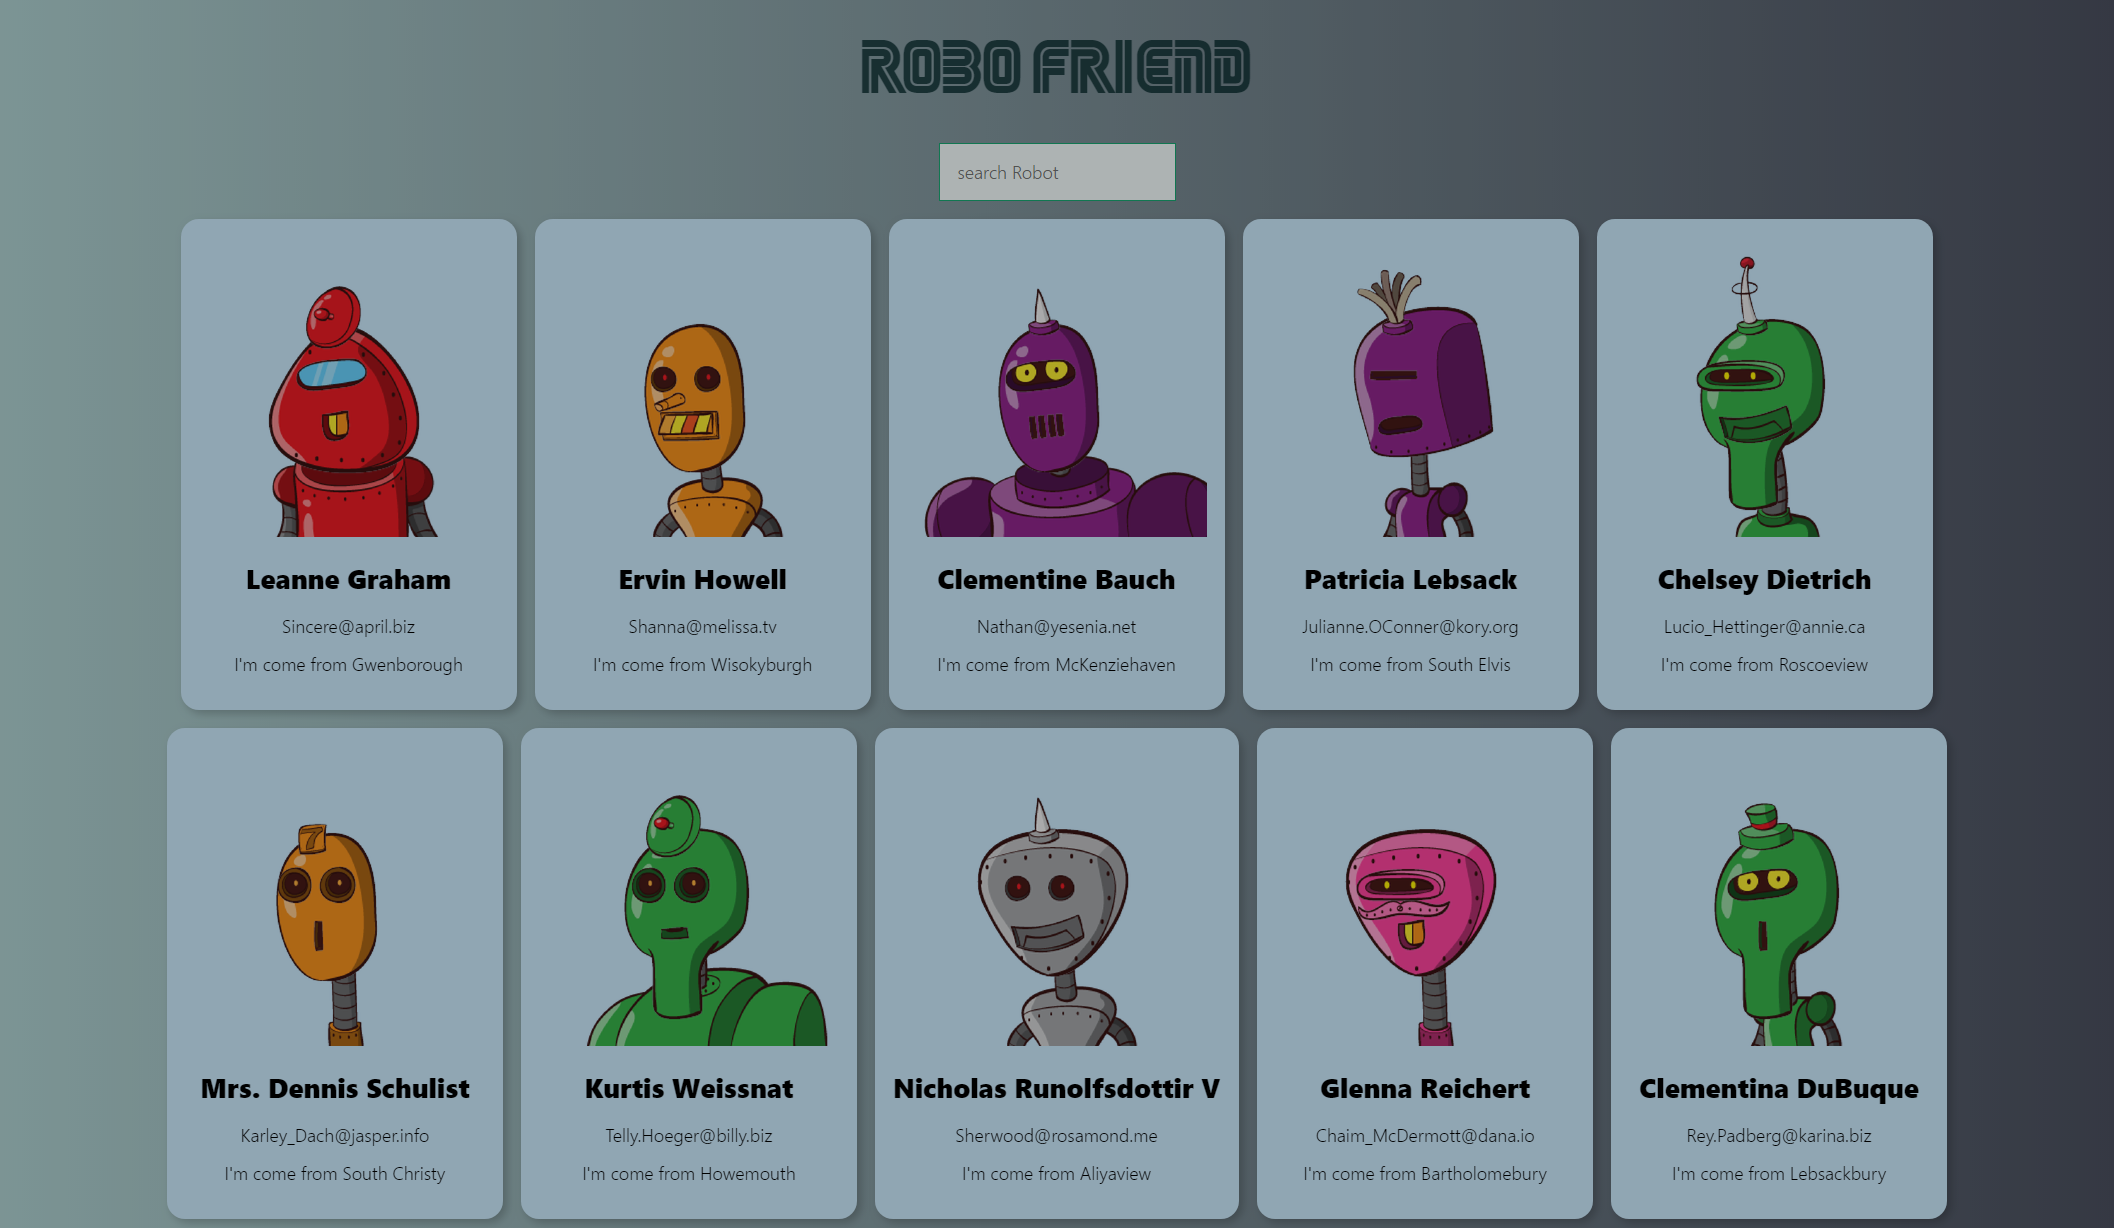 ROBO FRIEND
search Robot
Leanne Graham
Sincere@april.biz
I'm come from Gwenborough
Ervin Howell
Shanna@melissa.tv
I'm come from Wisokyburgh
Clementine Bauch
Nathan@yesenia.net
I'm come from McKenziehaven
Patricia Lebsack
Julianne.OConner@kory.org
I'm come from South Elvis
Chelsey Dietrich
Lucio_Hettinger@annie.ca
I'm come from Roscoeview
7
Mrs. Dennis Schulist
Karley_Dach@jasper.info
I'm come from South Christy
Kurtis Weissnat
Telly.Hoeger@billy.biz
I'm come from Howemouth
Nicholas Runolfsdottir V
Sherwood@rosamond.me
I'm come from Aliyaview
Glenna Reichert
Chaim_McDermott@dana.io
I'm come from Bartholomebury
Clementina DuBuque
Rey.Padberg@karina.biz
I'm come from Lebsackbury